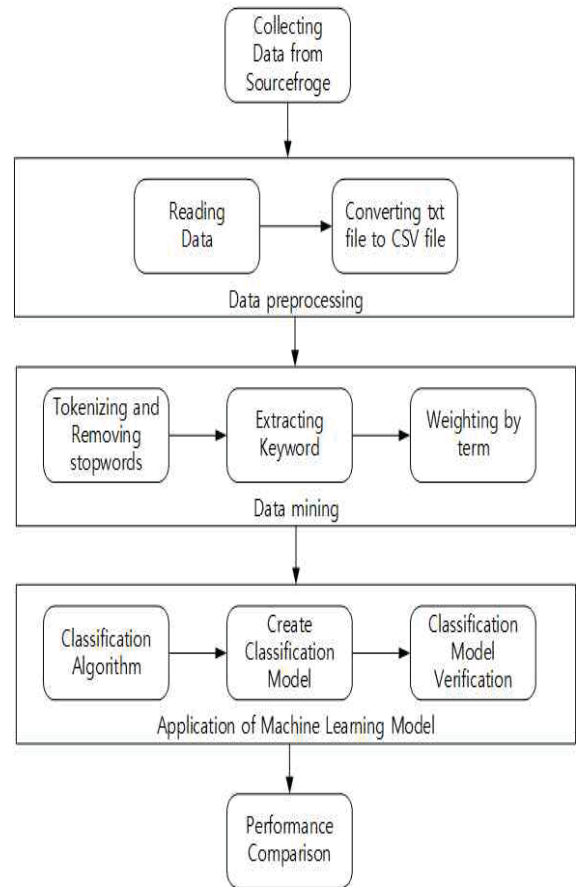 Collecting
Data from
Sourcefroge
Reading
Data
Converting txt
file to CSV file
Data preprocessing
Tokenizing and
Removing
stopwords
Extracting
Keyword
Weighting by
term
Data mining
Classification
Algorithm
Create
Classification
Model
Classification
Model
Verification
Application of Machine Learning Model
Performance
Comparison